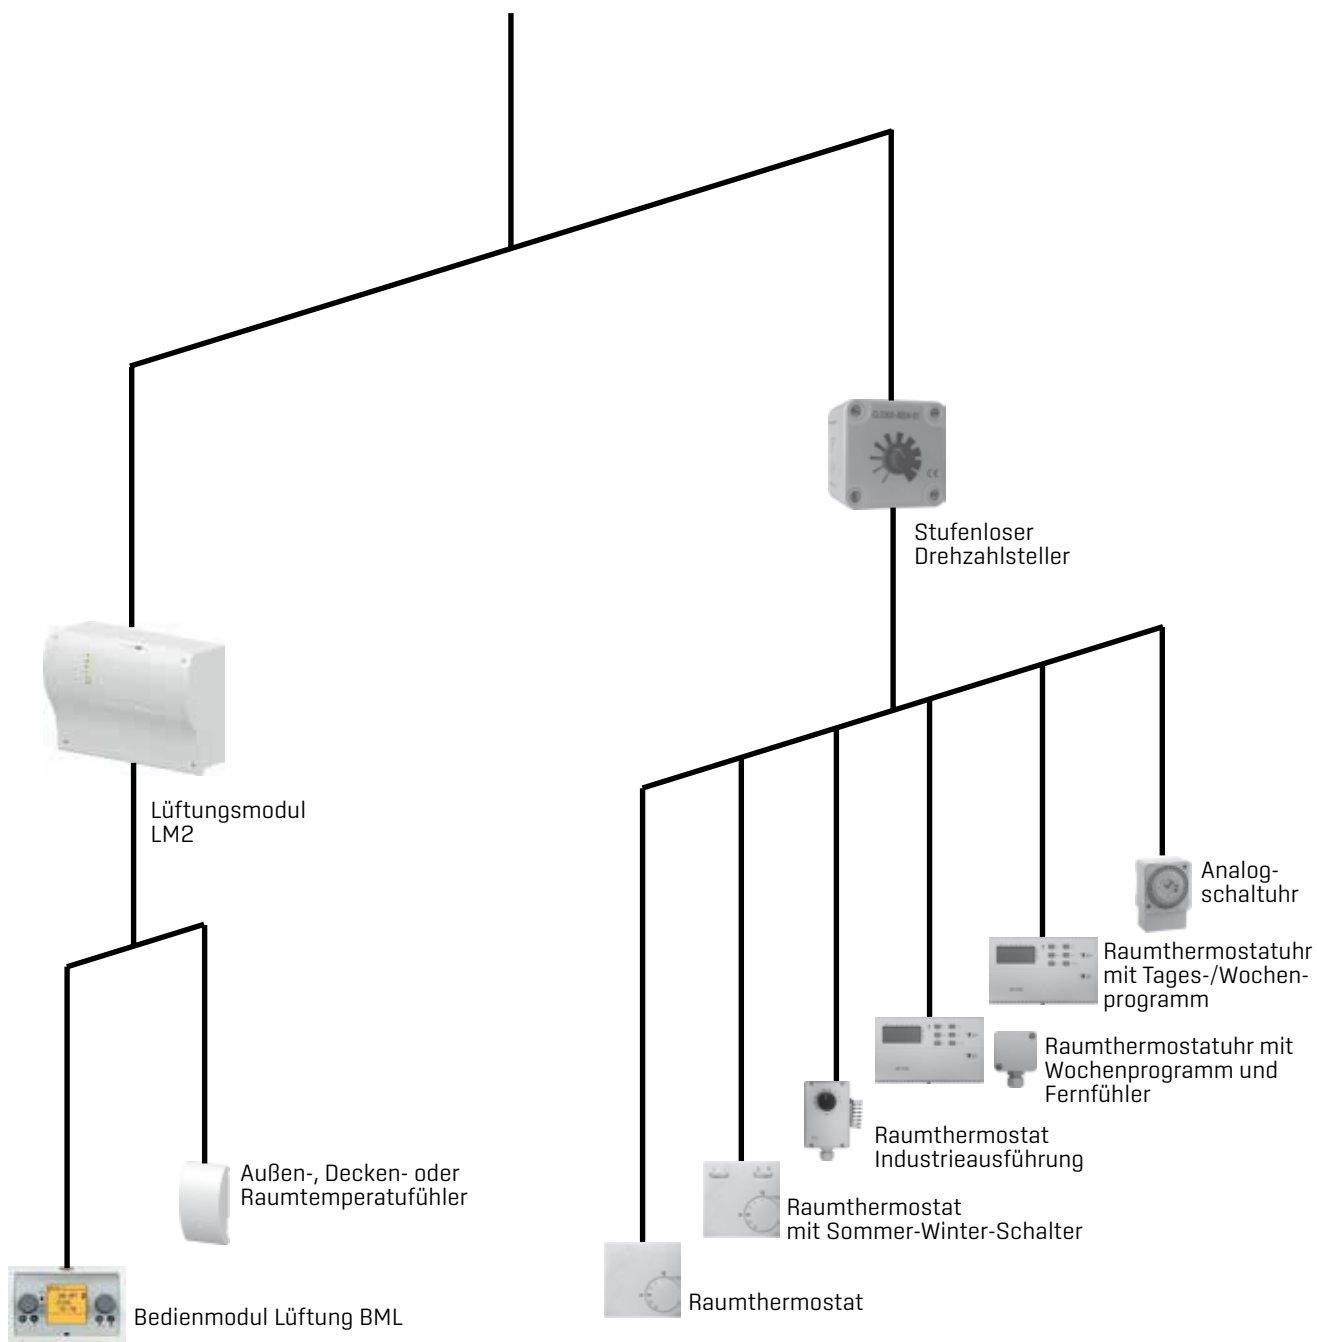 Stufenloser
Drehzahlsteller
Lüftungsmodul
LM2
Analog-
schaltuhr
Raumthermostatuhr
mit Tages-/Wochen-
programm
Raumthermostatuhr mit
Wochenprogramm und
Fernfühler
Raumthermostat
Industrieausführung
Außen-, Decken- oder
Raumtemperatufühler
Raumthermostat
mit Sommer-Winter-Schalter
Raumthermostat
Bedienmodul Lüftung BML